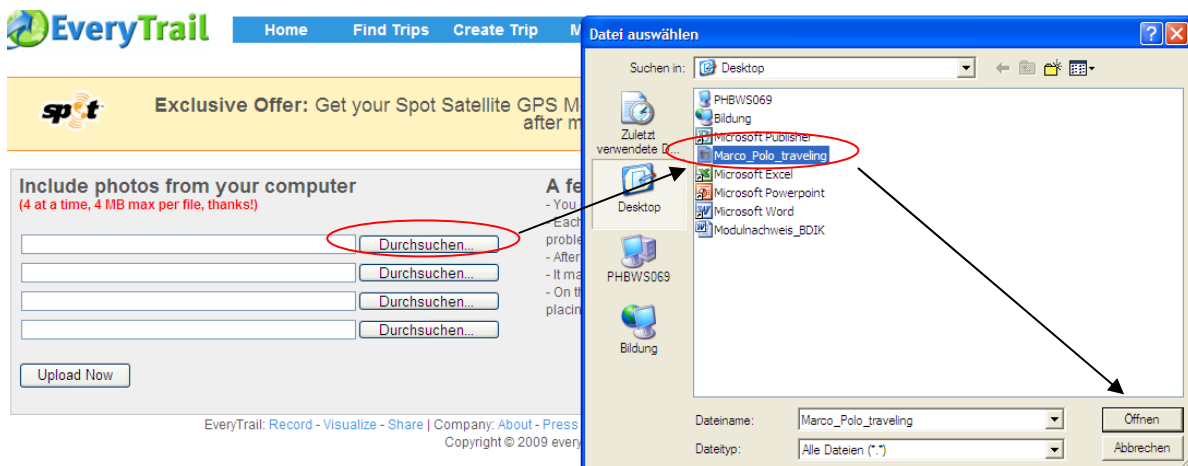 EveryTrail
Home Find Trips Create Trip M
spot
Exclusive Offer: Get your Spot Satellite GPS M
after m
Include photos from your computer
(4 at a time, 4 MB max per file, thanks!)
Durchsuchen...
Durchsuchen...
Durchsuchen...
Durchsuchen...
Upload Now
A fe
- You
- Each
proble
- After
- It ma
- On th
placin
EveryTrail: Record - Visualize - Share | Company: About - Press
Copyright © 2009 every
Datei auswählen
Suchen in: Desktop
Zuletzt
verwendete D...
Desktop
PHBWS069
Bildung
PHBWS069
Bildung
Microsoft Publisher
Marco_Polo_traveling
Microsoft Excel
Microsoft Powerpoint
Microsoft Word
Modulnachweis_BDIK
Dateiname: Marco_Polo_traveling Öffnen
Dateityp: Alle Dateien (*.*) Abbrechen